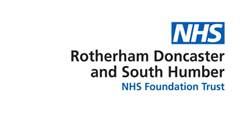 NHS
Rotherham Doncaster
and South Humber
NHS Foundation Trust